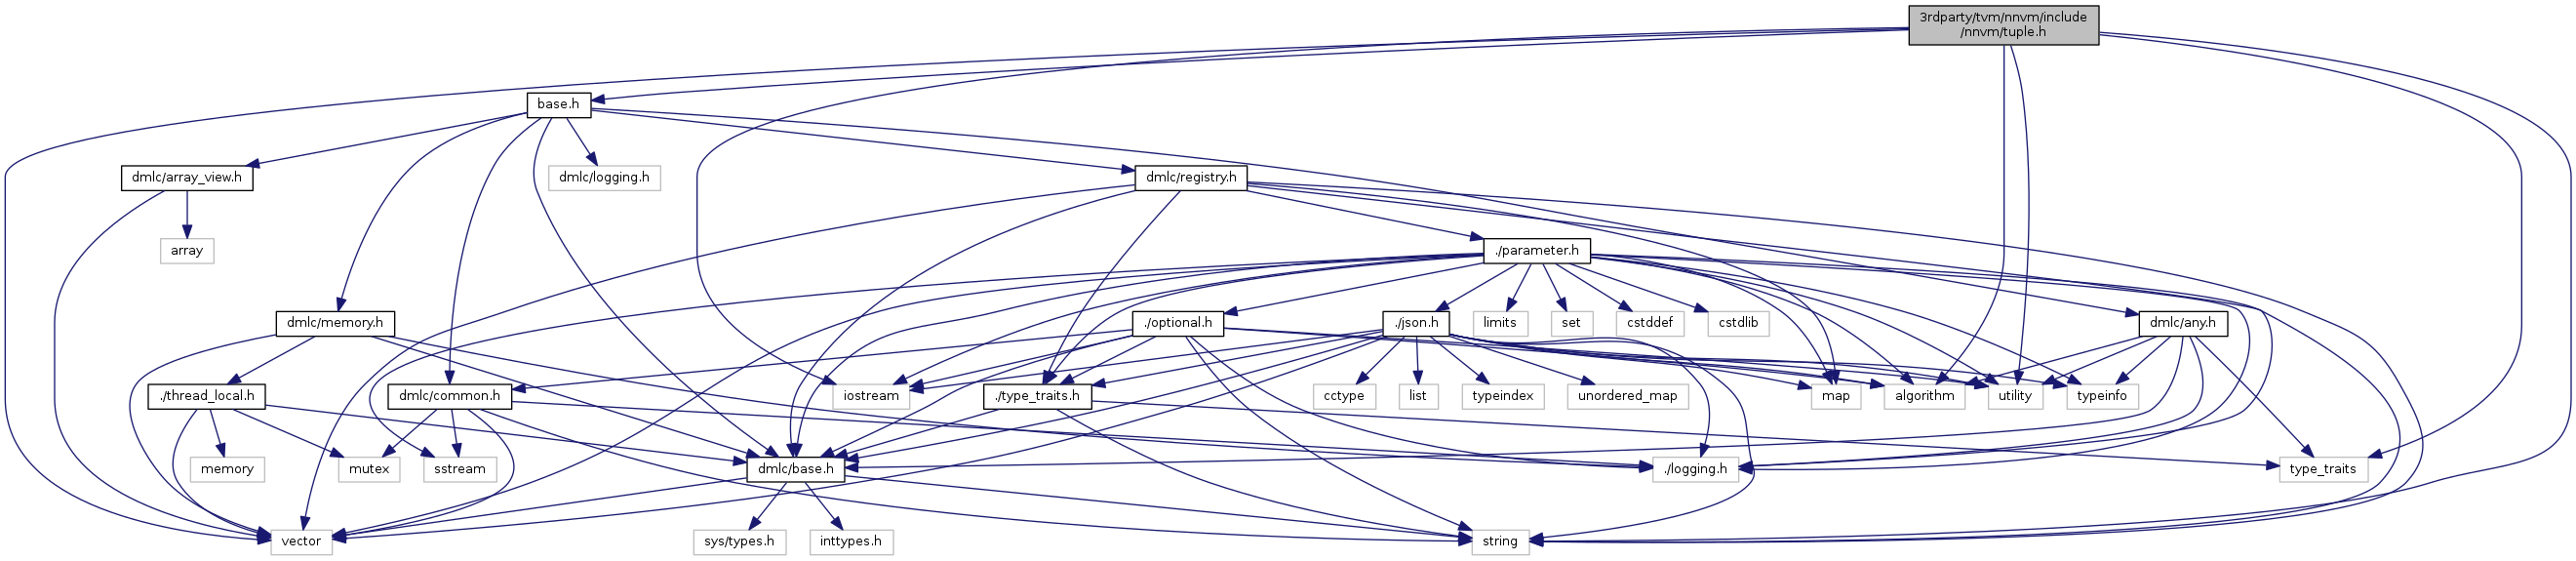 3rdparty/tvm/nnvm/include
/nnvm/tuple.h
base.h
dmlc/array_view.h
dmlc/logging.h
dmlc/registry.h
array
./parameter.h
dmlc/memory.h
./optional.h
./json.h
limits
set
cstddef
cstdlib
dmlc/any.h
./thread_local.h
dmlc/common.h
iostream
./type_traits.h
cctype
list
typeindex
unordered_map
map
algorithm
utility
typeinfo
memory
mutex
sstream
dmlc/base.h
./logging.h
type_traits
vector
sys/types.h
inttypes.h
string